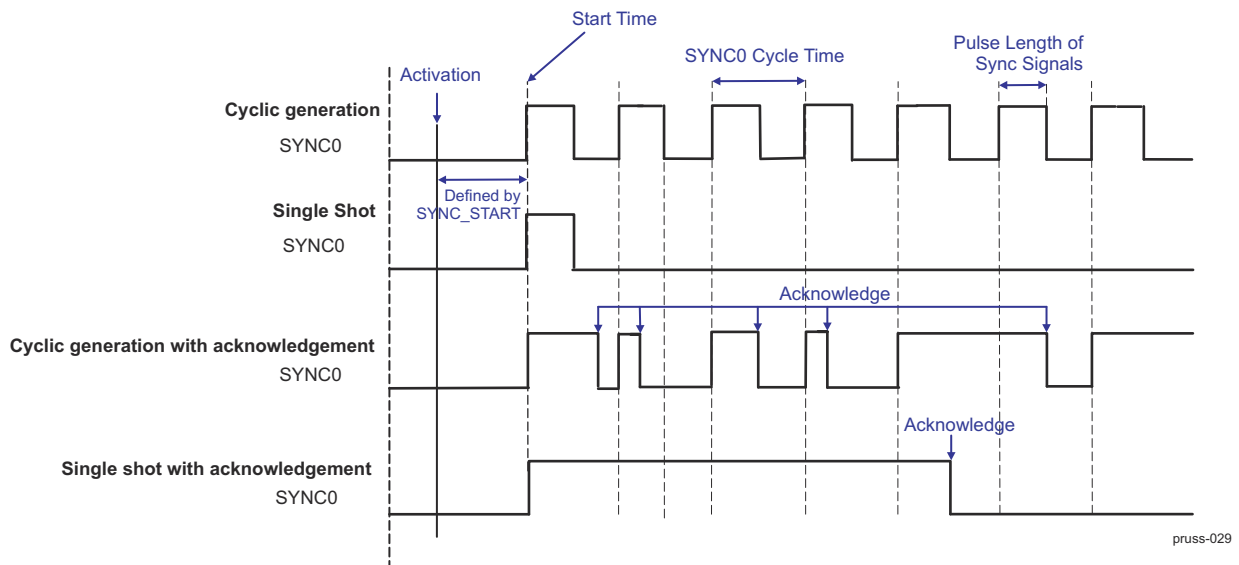 Start Time
SYNC0 Cycle Time
Pulse Length of
Sync Signals
Activation
Cyclic generation
SYNC0
Defined by
SYNC_START
Single Shot
SYNC0
Acknowledge
Cyclic generation with acknowledgement
SYNC0
Acknowledge
Single shot with acknowledgement
SYNC0
pruss-029